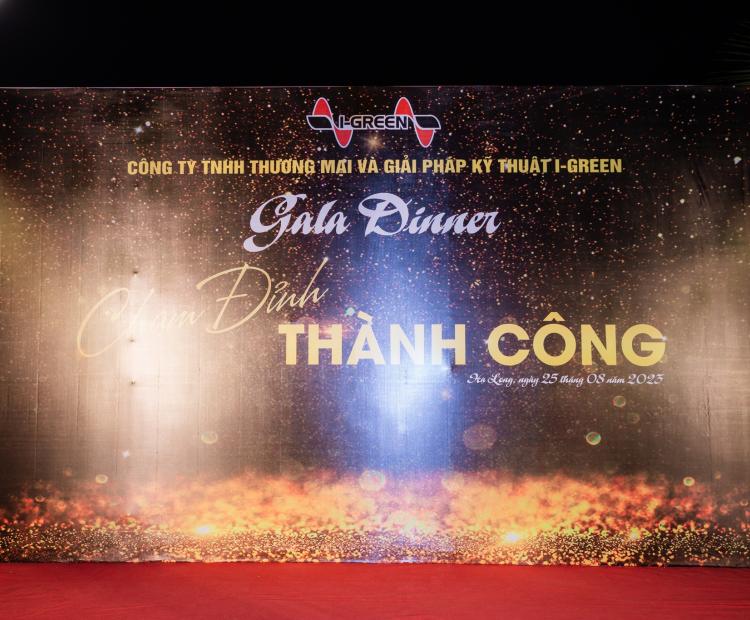 I-GREEN
CÔNG TY TNHH THƯƠNG MẠI VÀ GIẢI PHÁP KỸ THUẬT I-GREEN
Gala Dinner
Chạm Đỉnh
THÀNH CÔNG
Hạ Long, ngày 25 tháng 08 năm 2023